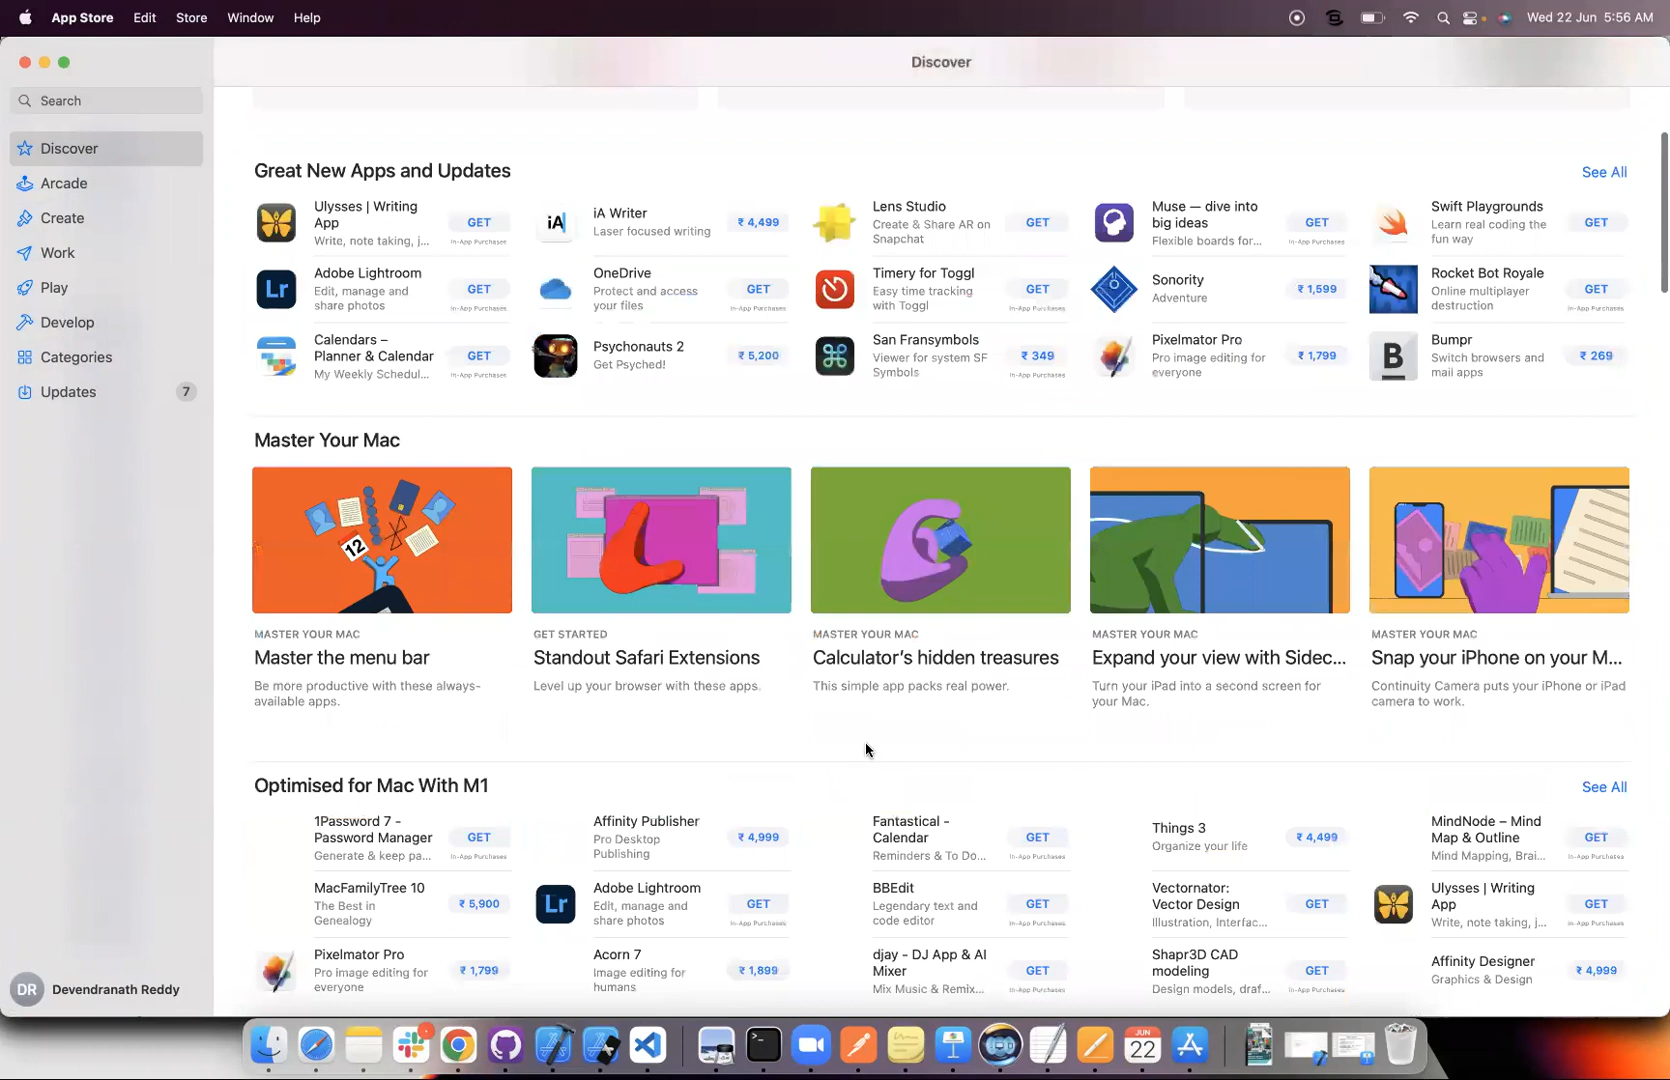 App Store Edit Store Window Help
Wed 22 Jun 5:56 AM
Search
Discover
Arcade
Create
Work
Play
Develop
Categories
Updates 7
DR Devendranath Reddy
Discover
Great New Apps and Updates
See All
Ulysses | Writing
App
Write, note taking, j...
GET
In-App Purchases
iA
iA Writer
Laser focused writing
₹ 4,499
Lens Studio
Create & Share AR on
Snapchat
GET
Muse — dive into
big ideas
Flexible boards for...
GET
In-App Purchases
Swift Playgrounds
Learn real coding the
fun way
GET
Lr
Adobe Lightroom
Edit, manage and
share photos
GET
In-App Purchases
OneDrive
Protect and access
your files
GET
In-App Purchases
Timery for Toggl
Easy time tracking
with Toggl
GET
In-App Purchases
Sonority
Adventure
₹ 1,599
Rocket Bot Royale
Online multiplayer
destruction
GET
In-App Purchases
Calendars –
Planner & Calendar
My Weekly Schedul...
GET
In-App Purchases
Psychonauts 2
Get Psyched!
₹ 5,200
San Fransymbols
Viewer for system SF
Symbols
₹ 349
In-App Purchases
Pixelmator Pro
Pro image editing for
everyone
₹ 1,799
B
Bumpr
Switch browsers and
mail apps
₹ 269
Master Your Mac
12
MASTER YOUR MAC
Master the menu bar
Be more productive with these always-
available apps.
GET STARTED
Standout Safari Extensions
Level up your browser with these apps.
MASTER YOUR MAC
Calculator's hidden treasures
This simple app packs real power.
MASTER YOUR MAC
Expand your view with Sidec...
Turn your iPad into a second screen for
your Mac.
MASTER YOUR MAC
Snap your iPhone on your M...
Continuity Camera puts your iPhone or iPad
camera to work.
Optimised for Mac With M1
See All
1Password 7 -
Password Manager
Generate & keep pa...
GET
In-App Purchases
Affinity Publisher
Pro Desktop
Publishing
₹ 4,999
Fantastical -
Calendar
Reminders & To Do...
GET
In-App Purchases
Things 3
Organize your life
₹ 4,499
MindNode – Mind
Map & Outline
Mind Mapping, Brai...
GET
In-App Purchases
MacFamilyTree 10
The Best in
Genealogy
₹ 5,900
Lr
Adobe Lightroom
Edit, manage and
share photos
GET
In-App Purchases
BBEdit
Legendary text and
code editor
GET
In-App Purchases
Vectornator:
Vector Design
Illustration, Interfac...
GET
Ulysses | Writing
App
Write, note taking, j...
GET
In-App Purchases
Pixelmator Pro
Pro image editing for
everyone
₹ 1,799
Acorn 7
Image editing for
humans
₹ 1,899
djay - DJ App & AI
Mixer
Mix Music & Remix...
GET
In-App Purchases
Shapr3D CAD
modeling
Design models, draf...
GET
In-App Purchases
Affinity Designer
Graphics & Design
₹ 4,999
JUN
22